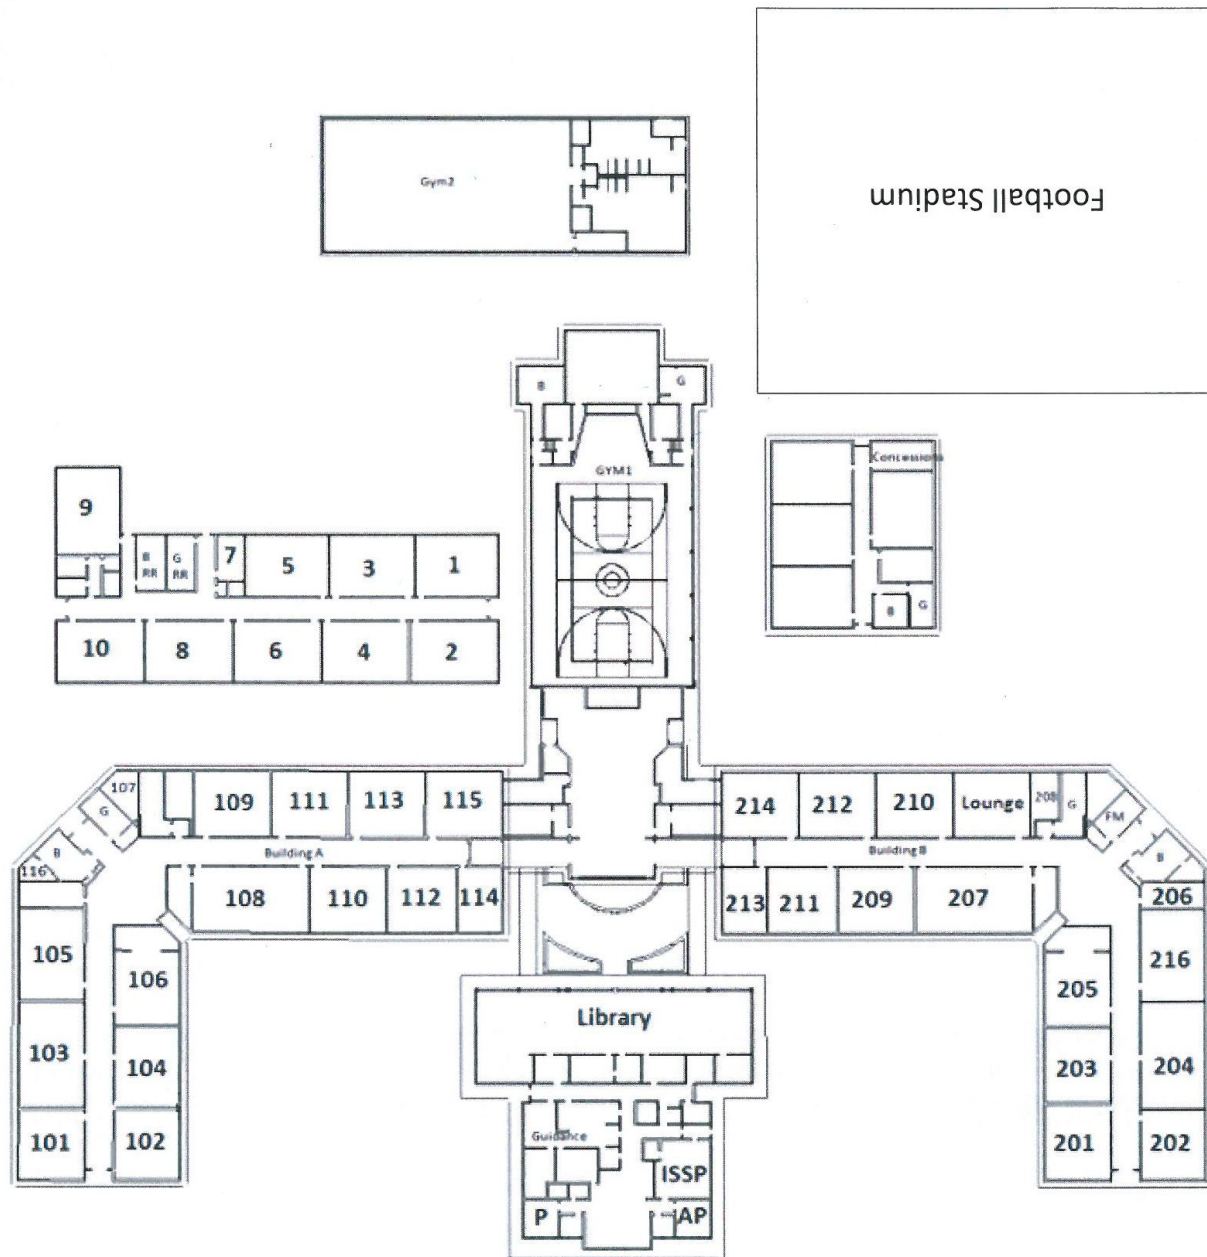 Football Stadium
Gym2
B
G
GYM1
Concessions
B
G
9
B
RR
G
RR
7
5
3
1
10
8
6
4
2
107
G
B
116
109
111
113
115
Building A
108
110
112
114
105
106
103
104
101
102
214
212
210
Lounge
208
G
FM
B
Building B
213
211
209
207
206
216
205
203
204
201
202
Library
Guidance
ISSP
P
AP